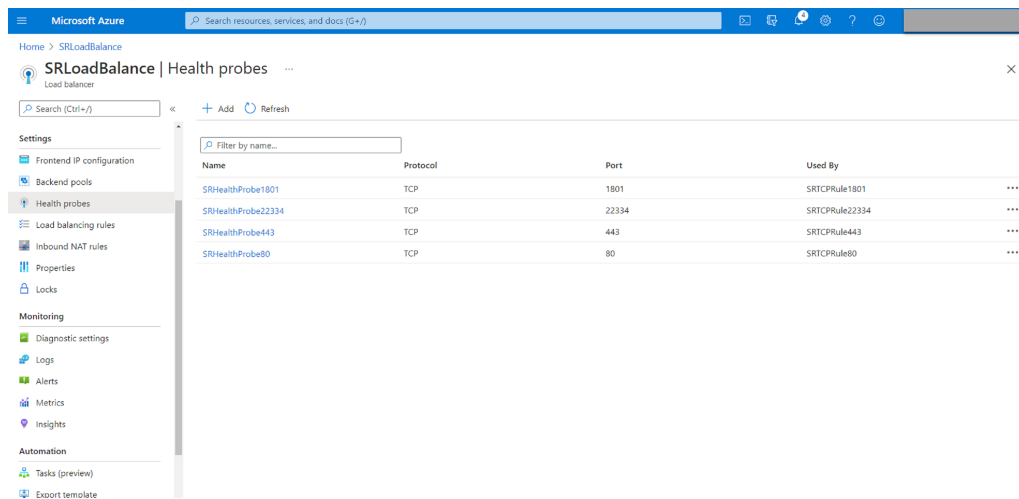 Microsoft Azure
Search resources, services, and docs (G+/)
4
Home > SRLoadBalance
SRLoadBalance | Health probes ...
Load balancer
Search (Ctrl+/)
«
+ Add
Refresh
Settings
Filter by name...
Name Protocol Port Used By
Frontend IP configuration
Backend pools
Health probes
Load balancing rules
Inbound NAT rules
Properties
Locks
SRHealthProbe1801 TCP 1801 SRTCPRule1801 ...
SRHealthProbe22334 TCP 22334 SRTCPRule22334 ...
SRHealthProbe443 TCP 443 SRTCPRule443 ...
SRHealthProbe80 TCP 80 SRTCPRule80 ...
Monitoring
Diagnostic settings
Logs
Alerts
Metrics
Insights
Automation
Tasks (preview)
Export template